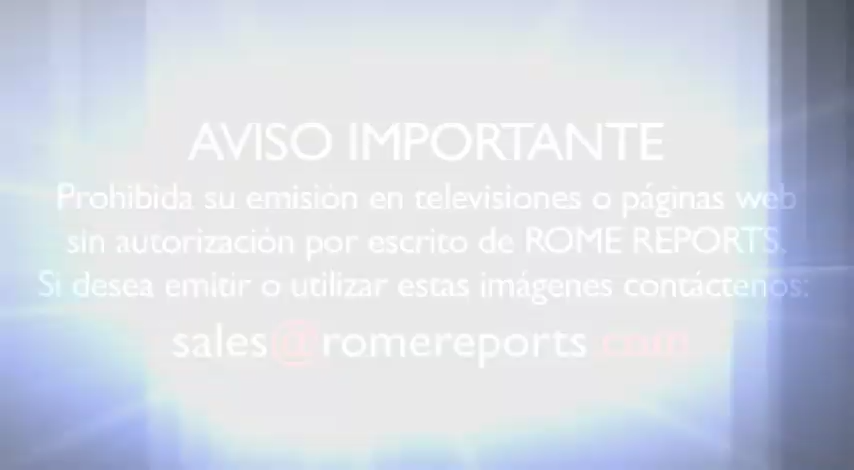 AVISO IMPORTANTE
Prohibida su emisión en televisiones o páginas web
sin autorización por escrito de ROME REPORTS.
Si desea emitir o utilizar estas imágenes contáctenos:
sales@romereports.com